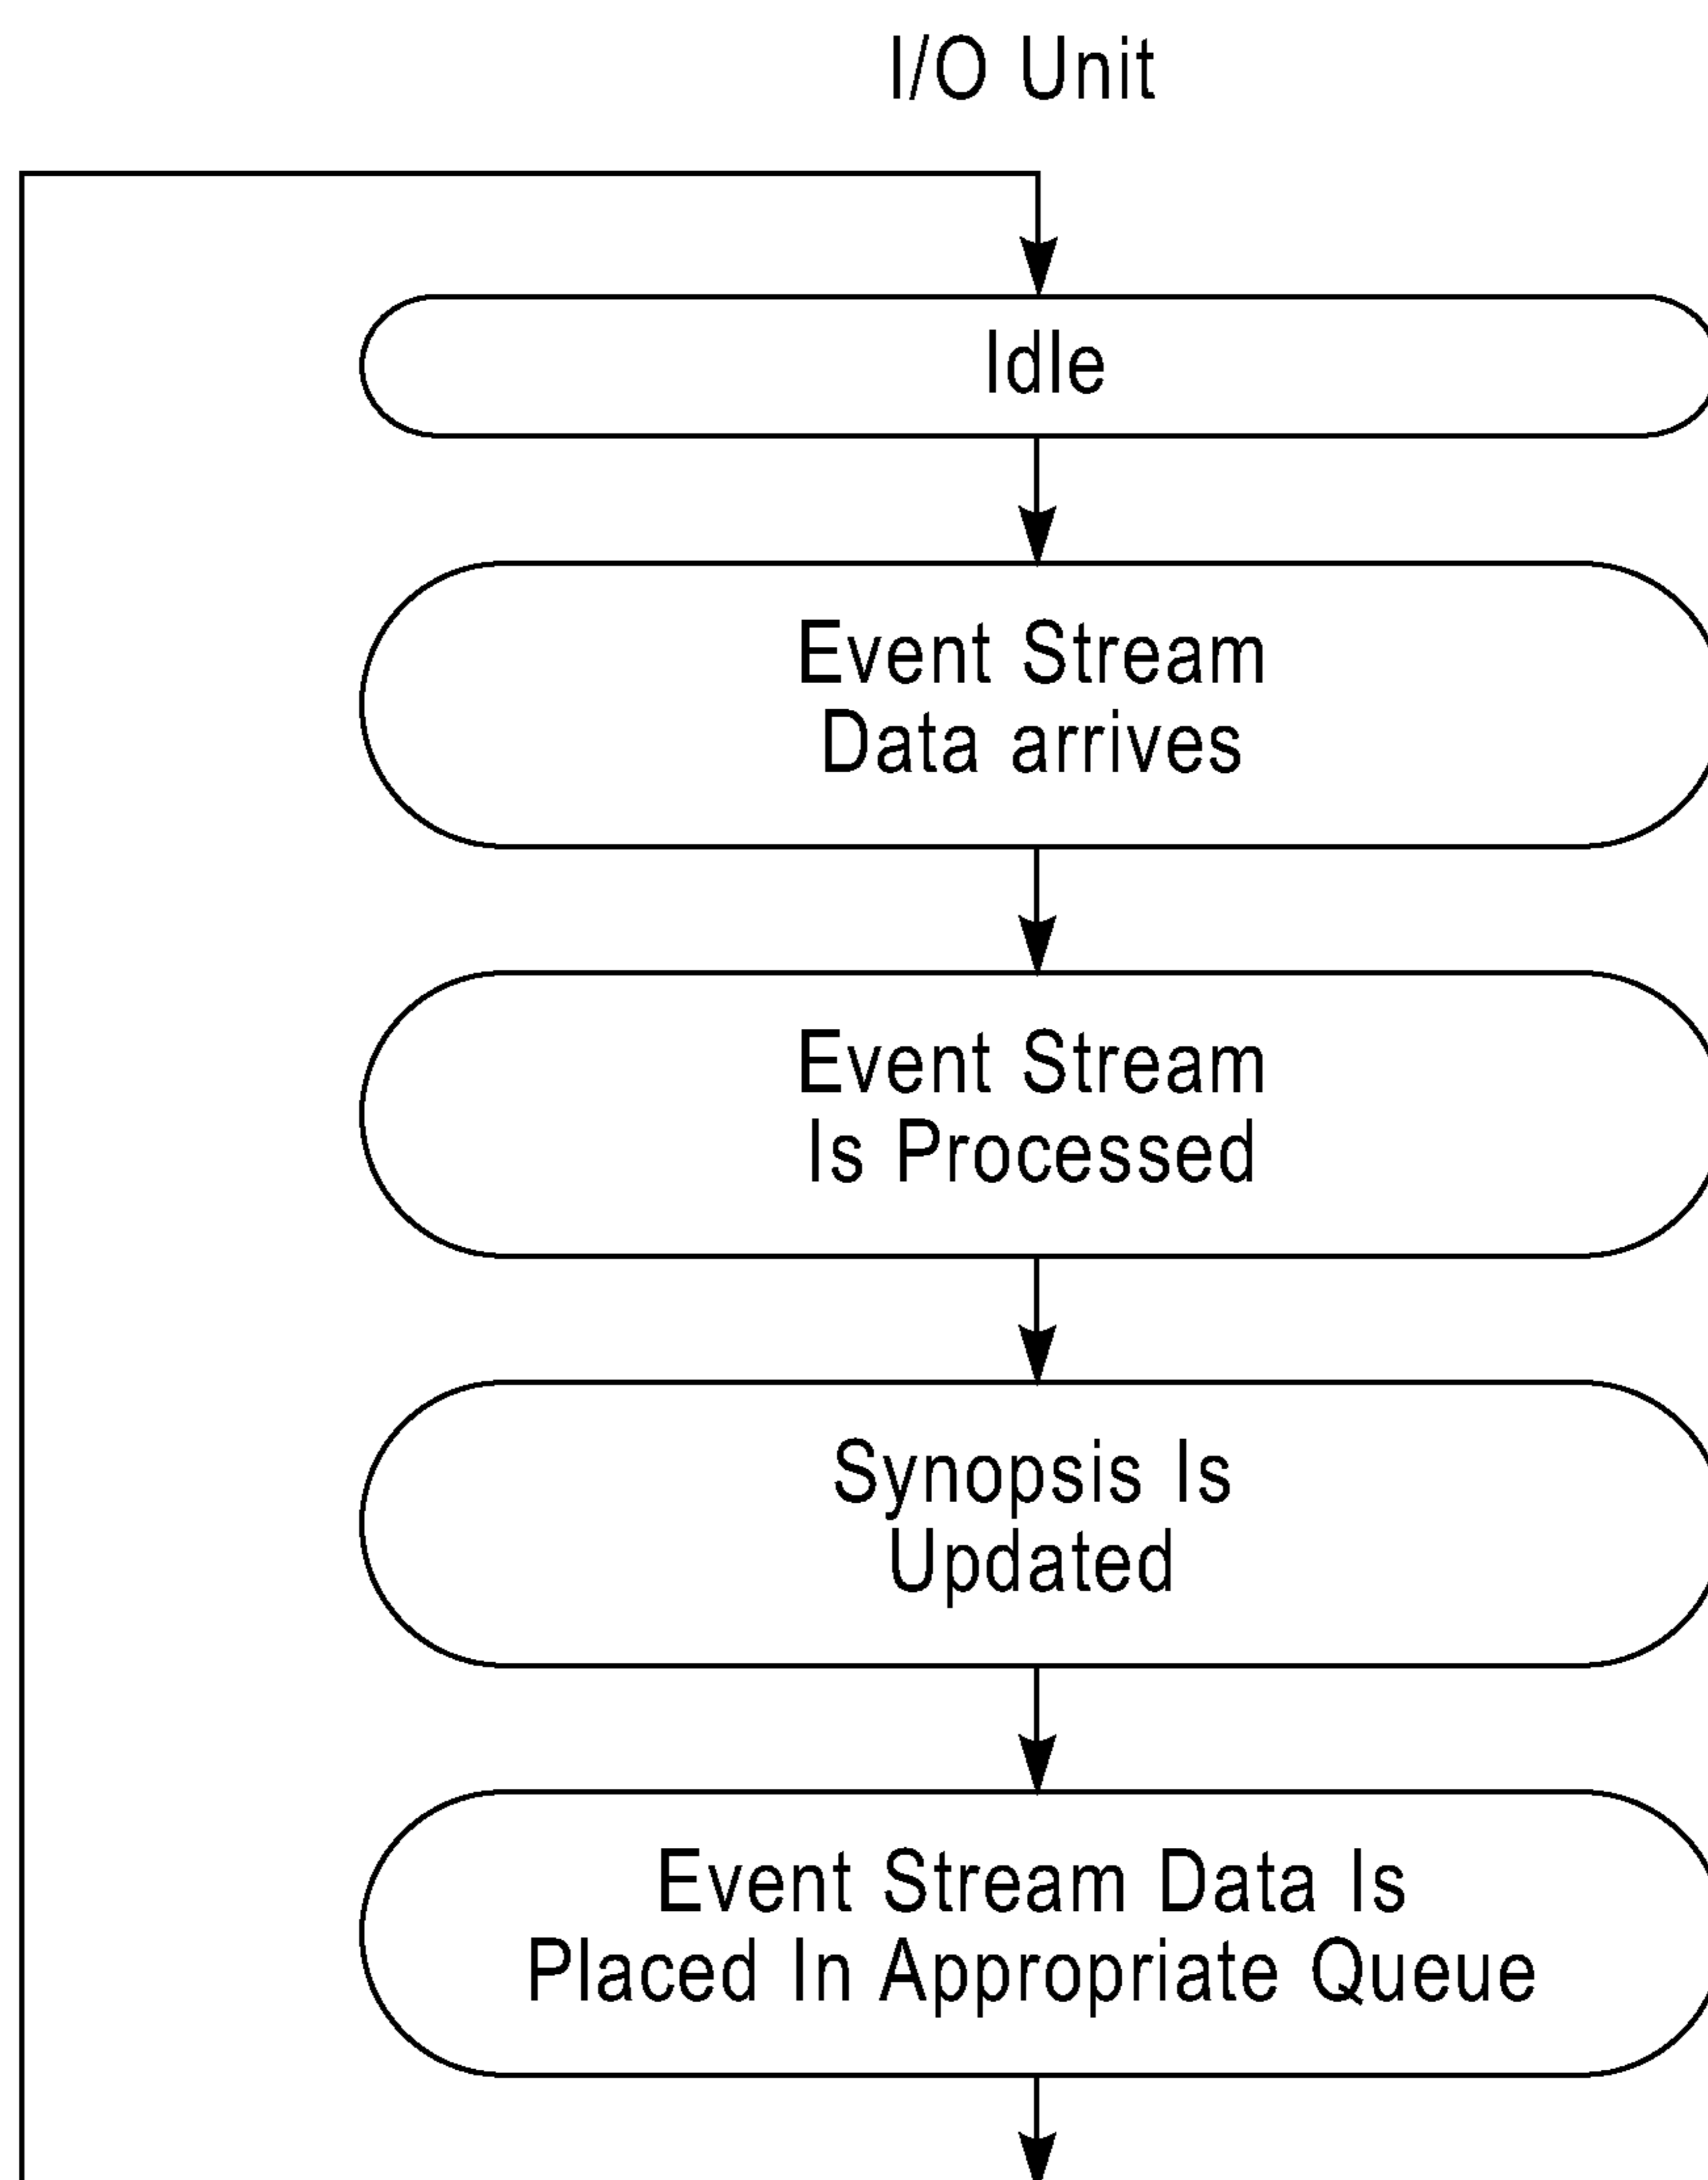 I/O Unit
Idle
Event Stream
Data arrives
Event Stream
Is Processed
Synopsis Is
Updated
Event Stream Data Is
Placed In Appropriate Queue